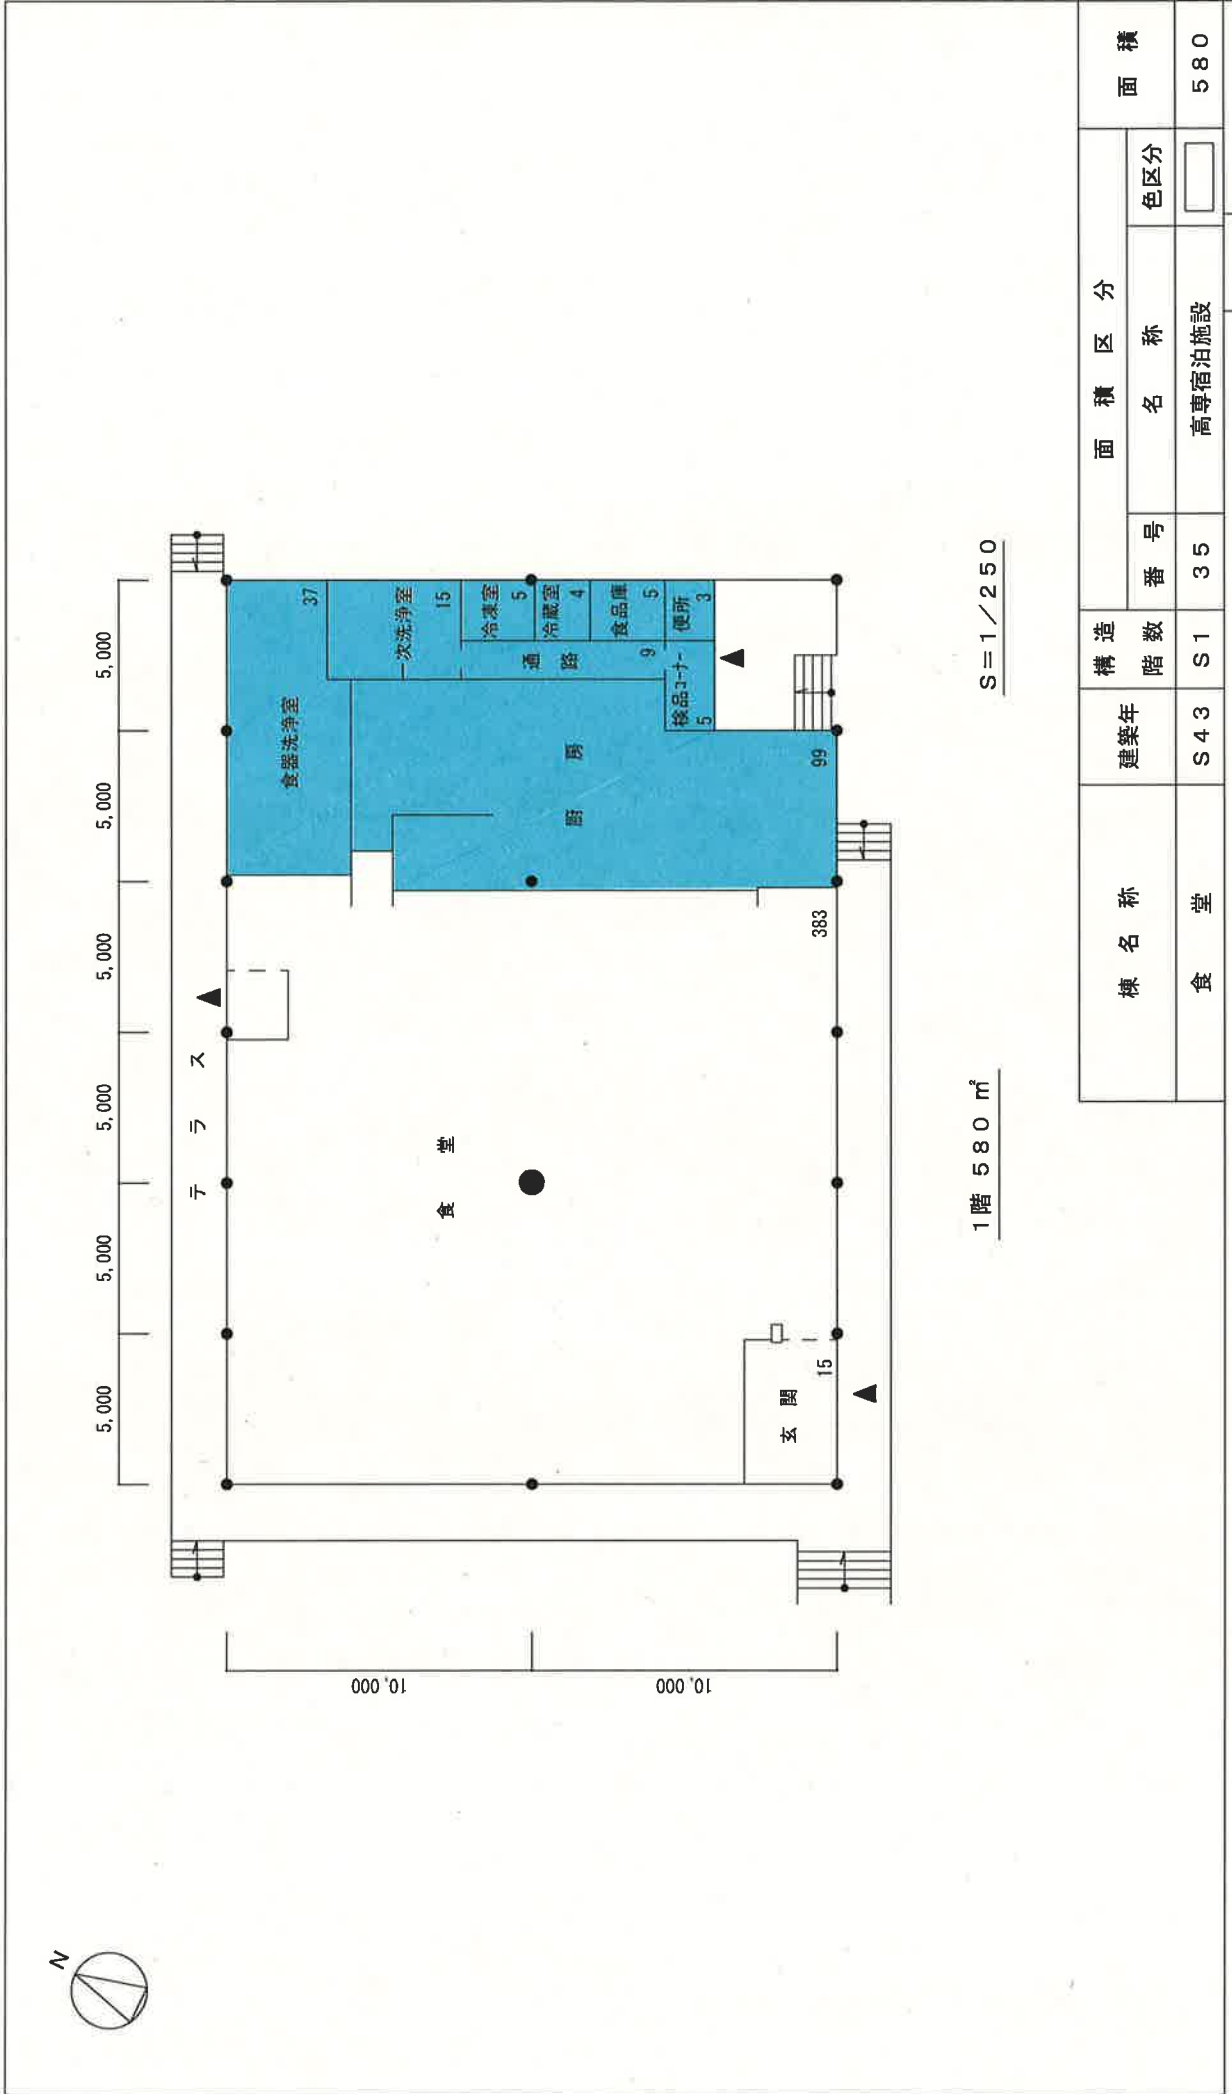 N
5,000
5,000
5,000
5,000
5,000
5,000
10,000
10,000
テラス
食堂
383
玄関
15
食器洗浄室
37
一次洗浄室
15
冷凍室
5
冷蔵室
4
食品庫
5
便所
3
通路
9
検品コーナー
5
厨房
99
1階 580 ㎡
S=1/250
棟名称
建築年
構造
階数
面積区分
面積
番号
名称
色区分
食堂
S43
S1
35
高専宿泊施設
580